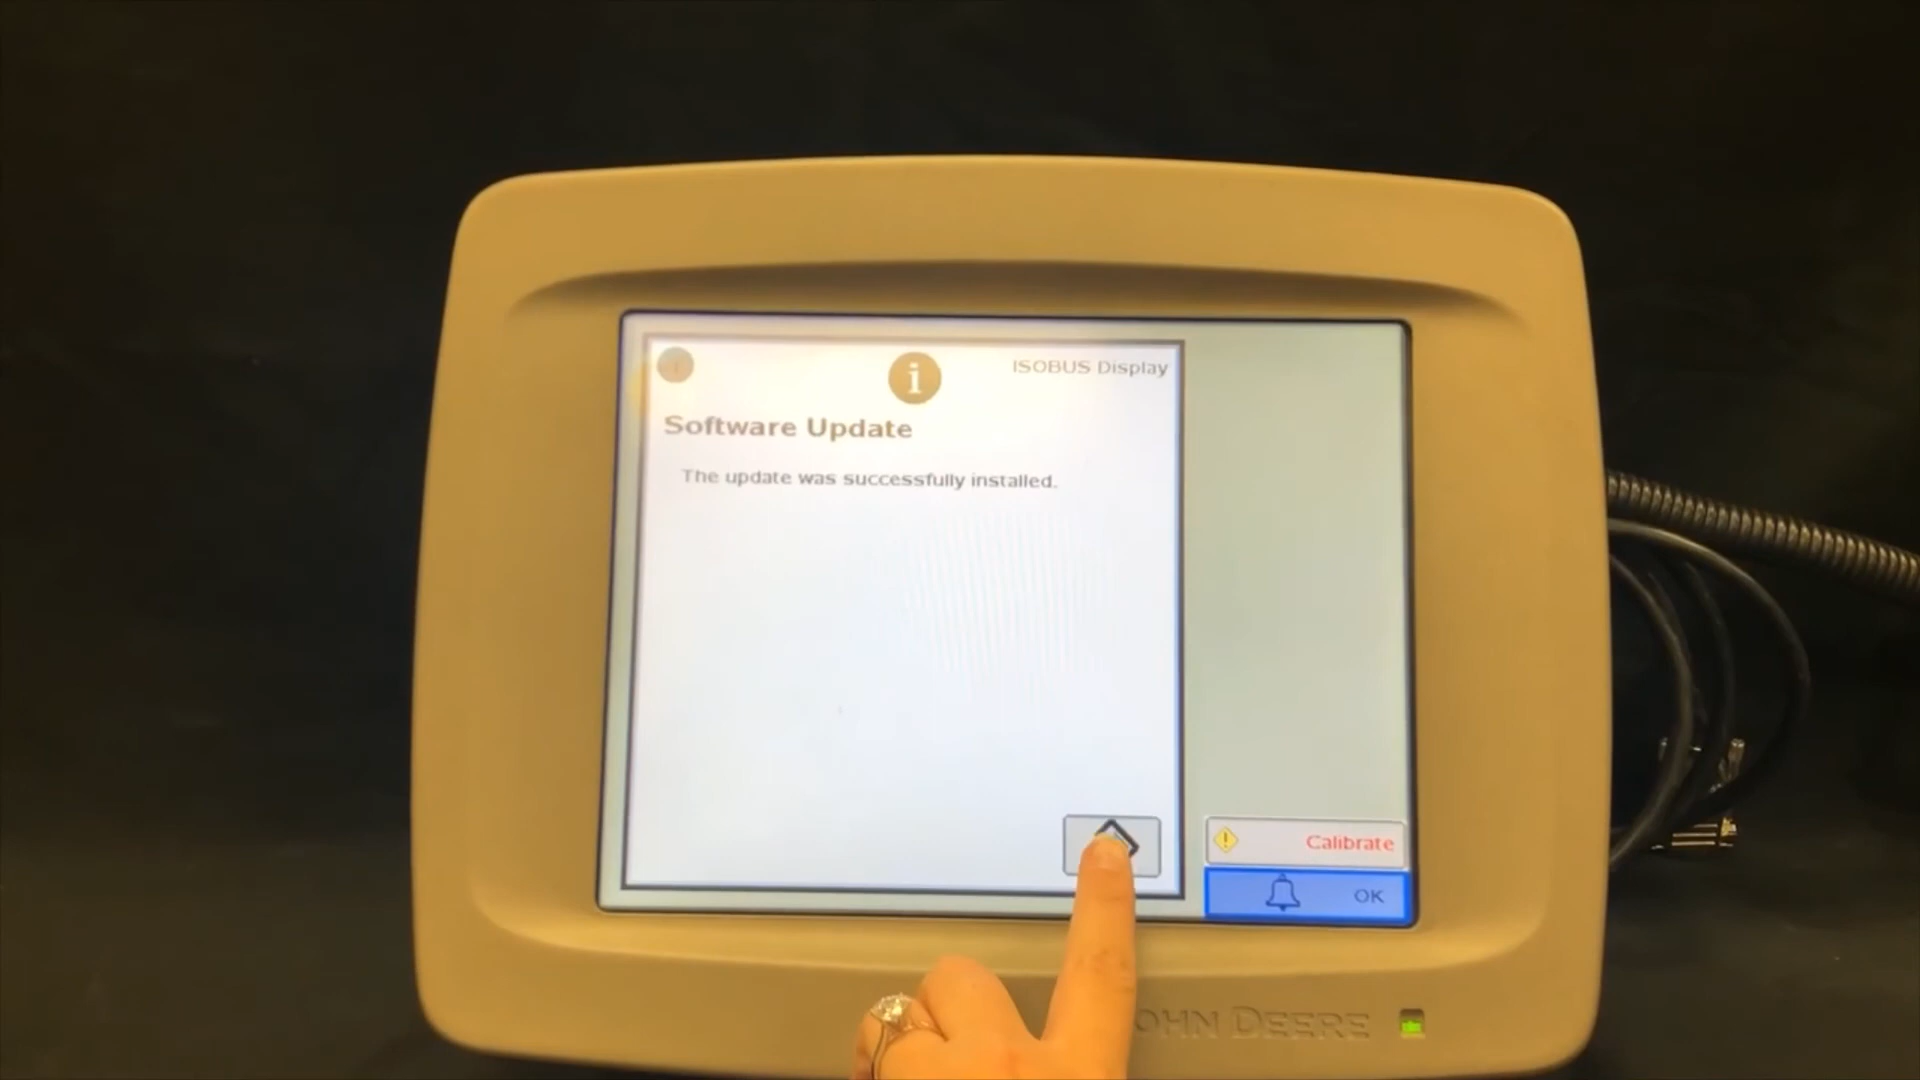 ISOBUS Display
Software Update
The update was successfully installed.
Calibrate
OK
OHN DEERE